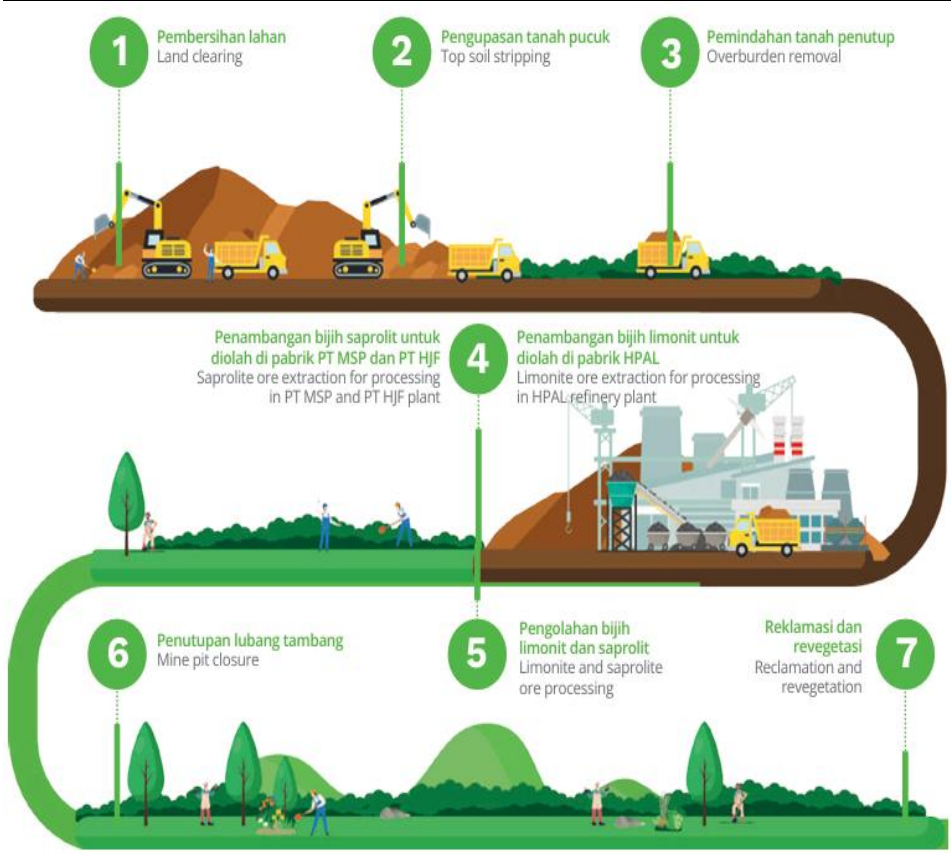 1
Pembersihan lahan
Land clearing
2
Pengupasan tanah pucuk
Top soil stripping
3
Pemindahan tanah penutup
Overburden removal
Penambangan bijih saprolit untuk
diolah di pabrik PT MSP dan PT HJF
Saprolite ore extraction for processing
in PT MSP and PT HJF plant
4
Penambangan bijih limonit untuk
diolah di pabrik HPAL
Limonite ore extraction for processing
in HPAL refinery plant
6
Penutupan lubang tambang
Mine pit closure
5
Pengolahan bijih
limonit dan saprolit
Limonite and saprolite
ore processing
Reklamasi dan
revegetasi
Reclamation and
revegetation
7